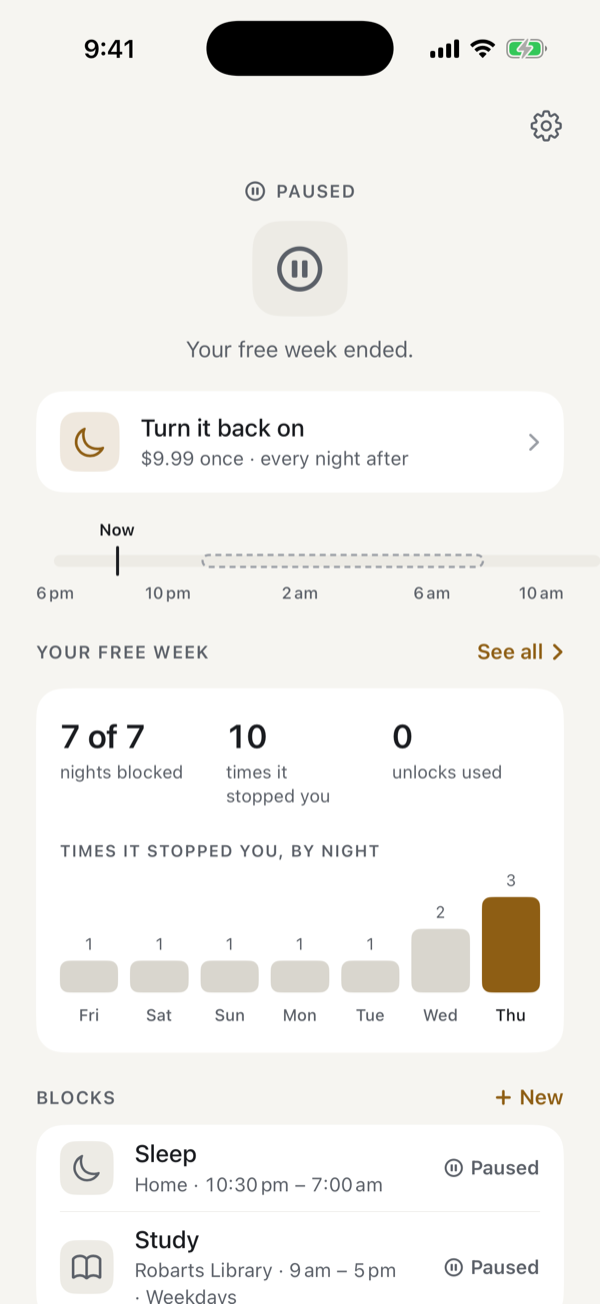 9:41
PAUSED
Your free week ended.
Turn it back on
$9.99 once · every night after
Now
6 pm 10 pm 2 am 6 am 10 am
YOUR FREE WEEK See all
7 of 7 10 0
nights blocked times it unlocks used
stopped you
TIMES IT STOPPED YOU, BY NIGHT
1 1 1 1 1 2 3
Fri Sat Sun Mon Tue Wed Thu
BLOCKS + New
Sleep
Home · 10:30 pm – 7:00 am Paused
Study
Robarts Library · 9 am – 5 pm Paused
· Weekdays